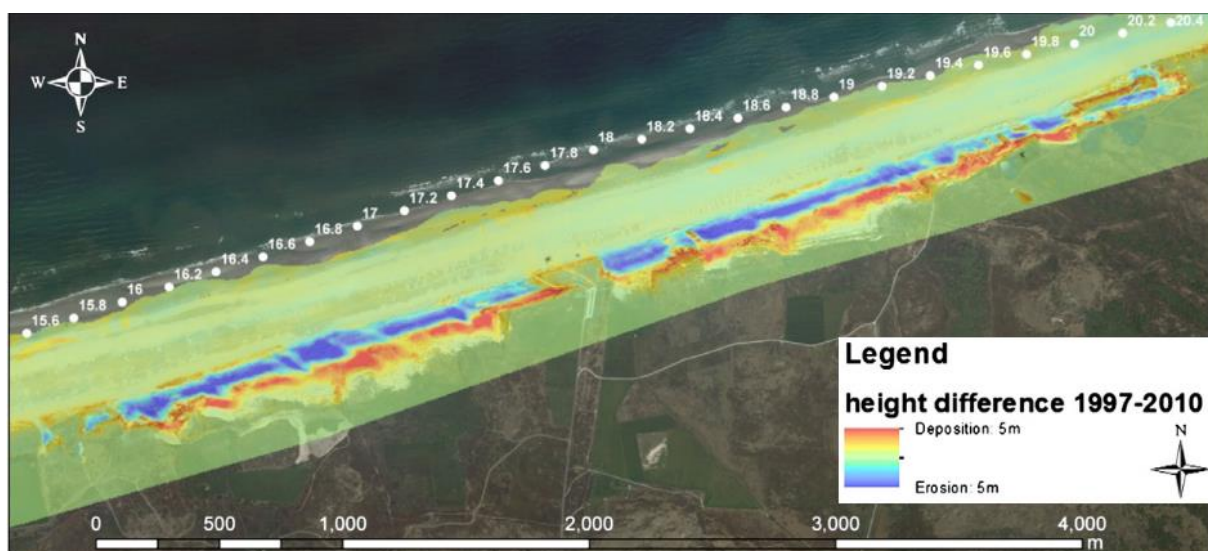 N
W E
S
15.6 15.8 16 16.2 16.4 16.6 16.8 17 17.2 17.4 17.6 17.8 18 18.2 18.4 18.6 18.8 19 19.2 19.4 19.6 19.8 20 20.2 20.4
Legend
height difference 1997-2010
Deposition: 5m
Erosion: 5m
N
0 500 1,000 2,000 3,000 4,000
m